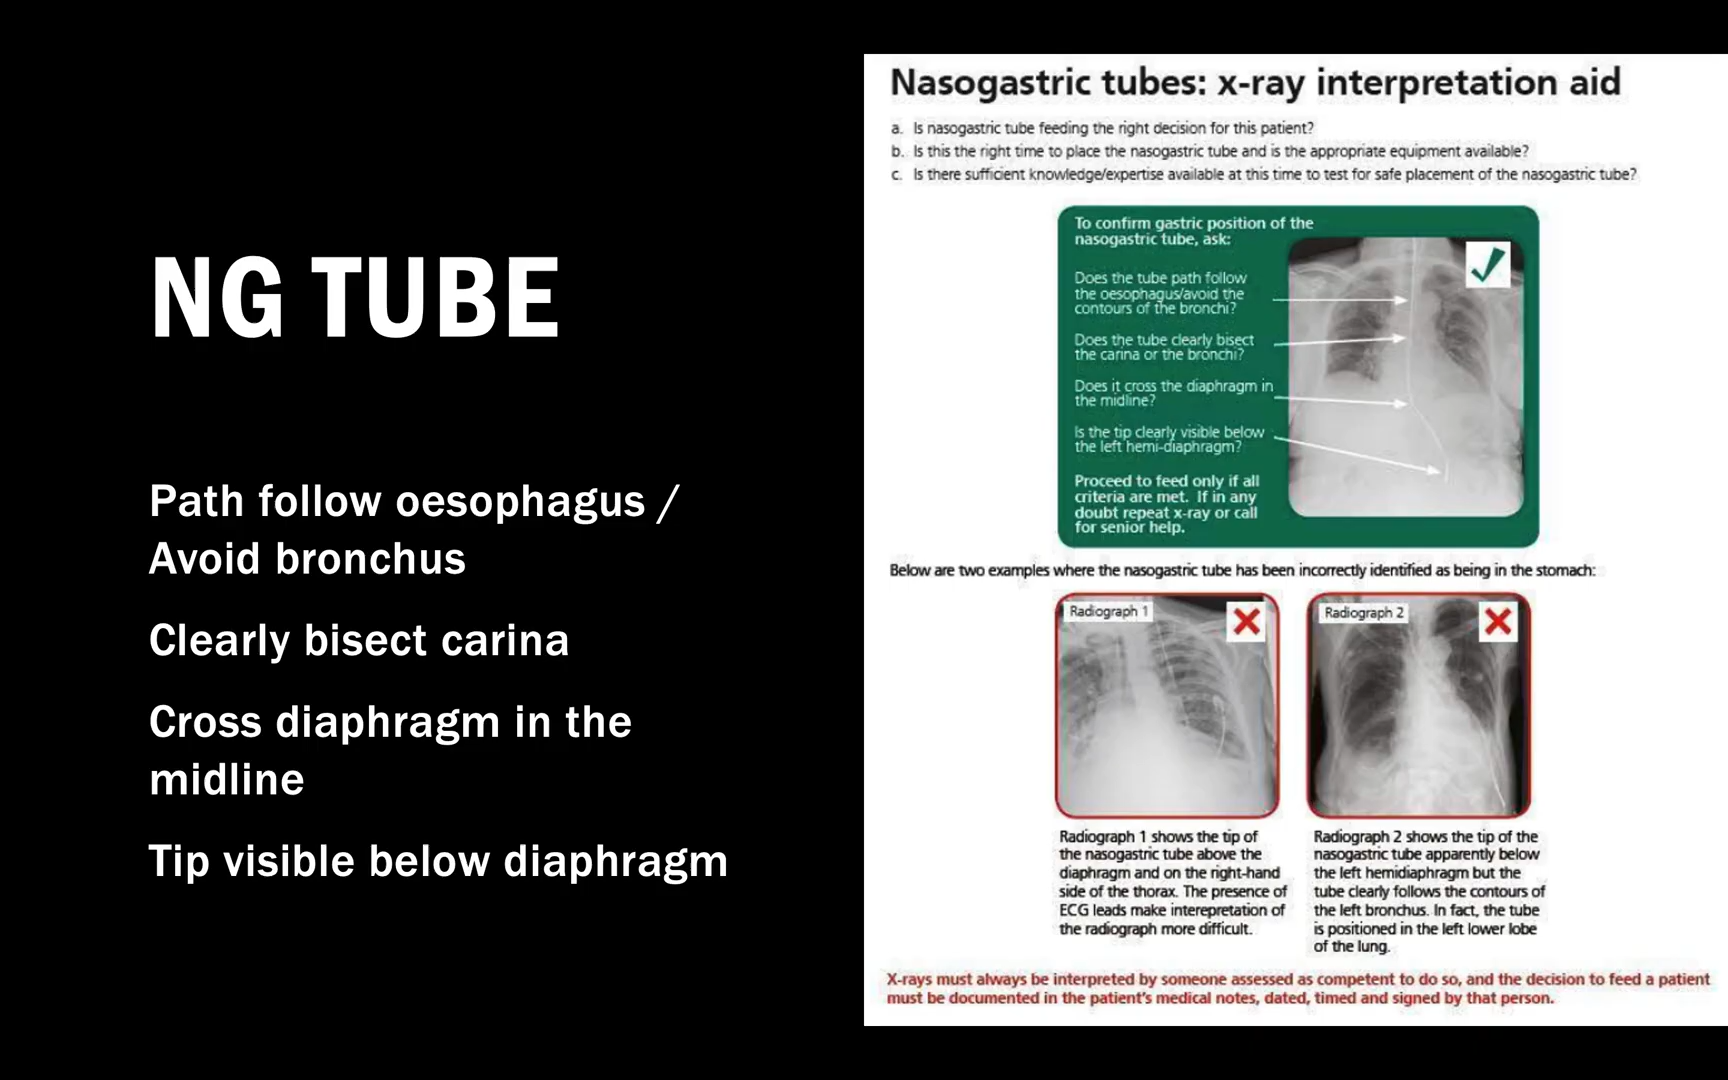 NG TUBE
Path follow oesophagus /
Avoid bronchus
Clearly bisect carina
Cross diaphragm in the
midline
Tip visible below diaphragm
Nasogastric tubes: x-ray interpretation aid
a. Is nasogastric tube feeding the right decision for this patient?
b. Is this the right time to place the nasogastric tube and is the appropriate equipment available?
c. Is there sufficient knowledge/expertise available at this time to test for safe placement of the nasogastric tube?
To confirm gastric position of the
nasogastric tube, ask:
Does the tube path follow
the oesophagus/avoid the
contours of the bronchi?
Does the tube clearly bisect
the carina or the bronchi?
Does it cross the diaphragm in
the midline?
Is the tip clearly visible below
the left hemi-diaphragm?
Proceed to feed only if all
criteria are met. If in any
doubt repeat x-ray or call
for senior help.
Below are two examples where the nasogastric tube has been incorrectly identified as being in the stomach:
Radiograph 1
Radiograph 1 shows the tip of
the nasogastric tube above the
diaphragm and on the right-hand
side of the thorax. The presence of
ECG leads make interepretation of
the radiograph more difficult.
Radiograph 2
Radiograph 2 shows the tip of the
nasogastric tube apparently below
the left hemidiaphragm but the
tube clearly follows the contours of
the left bronchus. In fact, the tube
is positioned in the left lower lobe
of the lung.
X-rays must always be interpreted by someone assessed as competent to do so, and the decision to feed a patient
must be documented in the patient's medical notes, dated, timed and signed by that person.